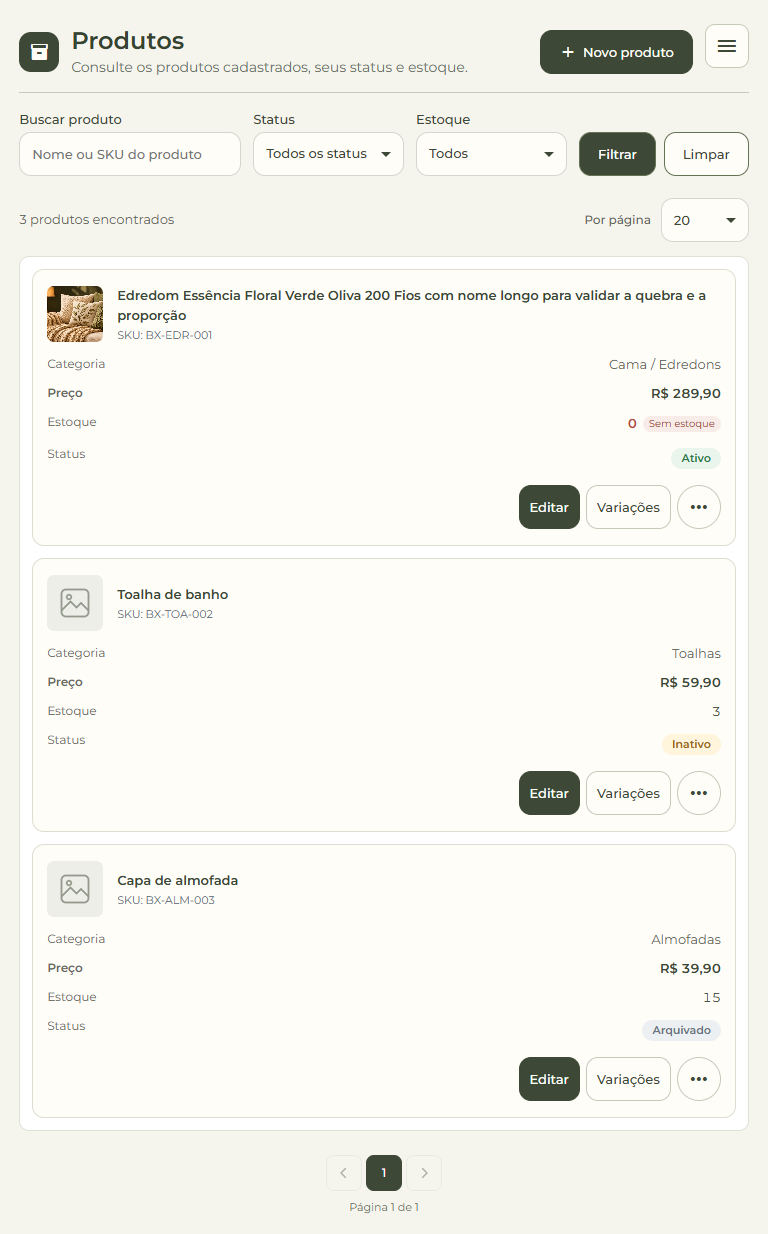 Produtos
Consulte os produtos cadastrados, seus status e estoque.
Novo produto
Buscar produto
Status
Estoque
Nome ou SKU do produto
Todos os status
Todos
Filtrar
Limpar
3 produtos encontrados
Por página
20
Edredom Essência Floral Verde Oliva 200 Fios com nome longo para validar a quebra e a
proporção
SKU: BX-EDR-001
Categoria
Cama / Edredons
Preço
R$ 289,90
Estoque
0 Sem estoque
Status
Ativo
Editar
Variações
Toalha de banho
SKU: BX-TOA-002
Categoria
Toalhas
Preço
R$ 59,90
Estoque
3
Status
Inativo
Editar
Variações
Capa de almofada
SKU: BX-ALM-003
Categoria
Almofadas
Preço
R$ 39,90
Estoque
15
Status
Arquivado
Editar
Variações
1
Página 1 de 1